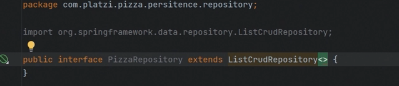 package com.platzi.pizza.persitence.repository;
import org.springframework.data.repository.ListCrudRepository;
public interface PizzaRepository extends ListCrudRepository<> {
}